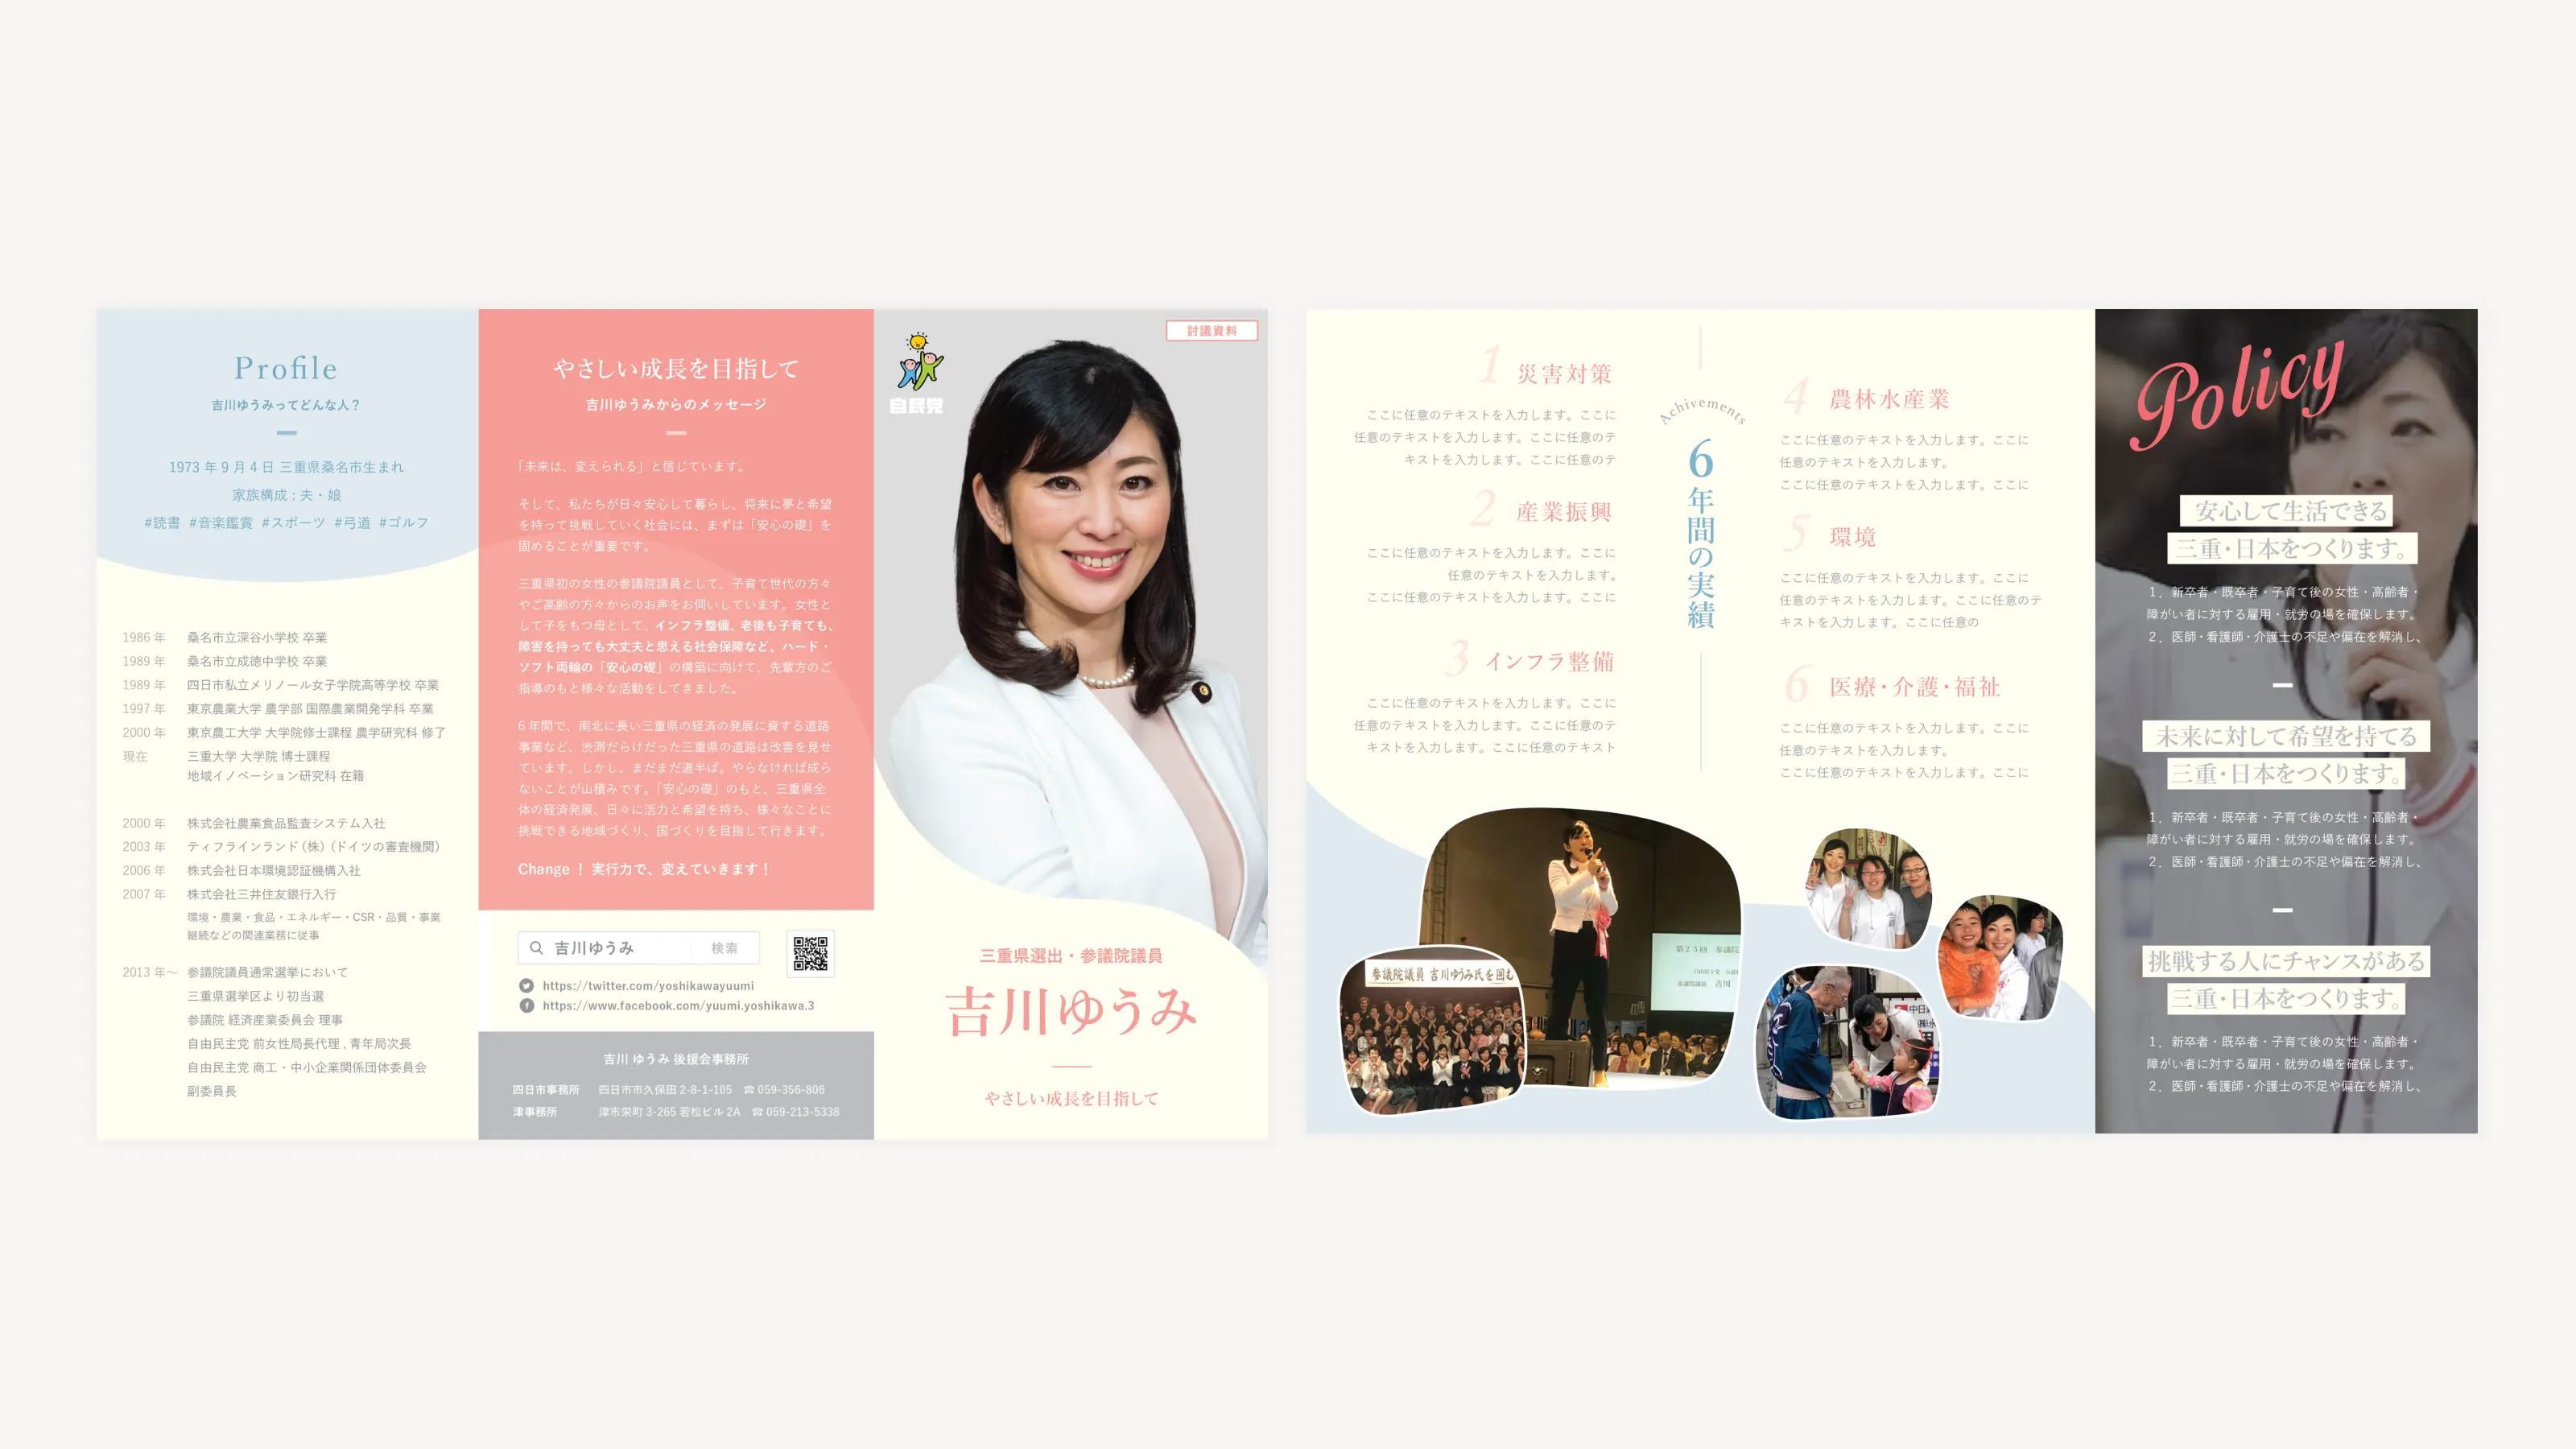 Profile
吉川ゆうみってどんな人？
1973 年 9 月 4 日 三重県桑名市生まれ
家族構成 : 夫・娘
#読書 #音楽鑑賞 #スポーツ #弓道 #ゴルフ
1986 年 桑名市立深谷小学校 卒業
1989 年 桑名市立成徳中学校 卒業
1989 年 四日市私立メリノール女子学院高等学校 卒業
1997 年 東京農業大学 農学部 国際農業開発学科 卒業
2000 年 東京農工大学 大学院修士課程 農学研究科 修了
現在 三重大学 大学院 博士課程
地域イノベーション研究科 在籍
2000 年 株式会社農業食品監査システム入社
2003 年 ティフラインランド（株）（ドイツの審査機関）
2006 年 株式会社日本環境認証機構入社
2007 年 株式会社三井住友銀行入行
環境・農業・食品・エネルギー・CSR・品質・事業
継続などの関連業務に従事
2013 年～ 参議院議員通常選挙において
三重県選挙区より初当選
参議院 経済産業委員会 理事
自由民主党 前女性局長代理 , 青年局次長
自由民主党 商工・中小企業関係団体委員会
副委員長
やさしい成長を目指して
吉川ゆうみからのメッセージ
「未来は、変えられる」と信じています。
そして、私たちが日々安心して暮らし、将来に夢と希望
を持って挑戦していく社会には、まずは「安心の礎」を
固めることが重要です。
三重県初の女性の参議院議員として、子育て世代の方々
やご高齢の方々からのお声をお伺いしています。女性と
して子をもつ母として、インフラ整備、老後も子育ても、
障害を持っても大丈夫と思える社会保障など、ハード・
ソフト両輪の「安心の礎」の構築に向けて、先輩方のご
指導のもと様々な活動をしてきました。
6 年間で、南北に長い三重県の経済の発展に資する道路
事業など、渋滞だらけだった三重県の道路は改善を見せ
ています。しかし、まだまだ道半ば。やらなければ成ら
ないことが山積みです。「安心の礎」のもと、三重県全
体の経済発展、日々に活力と希望を持ち、様々なことに
挑戦できる地域づくり、国づくりを目指して行きます。
Change ！ 実行力で、変えていきます！
吉川ゆうみ 検索
https://twitter.com/yoshikawayuumi
https://www.facebook.com/yuumi.yoshikawa.3
吉川 ゆうみ 後援会事務所
四日市事務所 四日市市久保田 2-8-1-105 ☎ 059-356-806
津事務所 津市栄町 3-265 若松ビル 2A ☎ 059-213-5338
討議資料
自民党
三重県選出・参議院議員
吉川ゆうみ
やさしい成長を目指して
1 災害対策
ここに任意のテキストを入力します。ここに
任意のテキストを入力します。ここに任意のテ
キストを入力します。ここに任意のテ
2 産業振興
ここに任意のテキストを入力します。ここに
任意のテキストを入力します。
ここに任意のテキストを入力します。ここに
3 インフラ整備
ここに任意のテキストを入力します。ここに
任意のテキストを入力します。ここに任意のテ
キストを入力します。ここに任意のテキスト
Achivements
6年間の実績
4 農林水産業
ここに任意のテキストを入力します。ここに
任意のテキストを入力します。
ここに任意のテキストを入力します。ここに
5 環境
ここに任意のテキストを入力します。ここに
任意のテキストを入力します。ここに任意のテ
キストを入力します。ここに任意の
6 医療・介護・福祉
ここに任意のテキストを入力します。ここに
任意のテキストを入力します。
ここに任意のテキストを入力します。ここに
参議院議員 吉川ゆうみ氏を囲む
第２５回 参議院
参議院議員 吉川
中日
Policy
安心して生活できる
三重・日本をつくります。
1．新卒者・既卒者・子育て後の女性・高齢者・
障がい者に対する雇用・就労の場を確保します。
2．医師・看護師・介護士の不足や偏在を解消し、
未来に対して希望を持てる
三重・日本をつくります。
1．新卒者・既卒者・子育て後の女性・高齢者・
障がい者に対する雇用・就労の場を確保します。
2．医師・看護師・介護士の不足や偏在を解消し、
挑戦する人にチャンスがある
三重・日本をつくります。
1．新卒者・既卒者・子育て後の女性・高齢者・
障がい者に対する雇用・就労の場を確保します。
2．医師・看護師・介護士の不足や偏在を解消し、